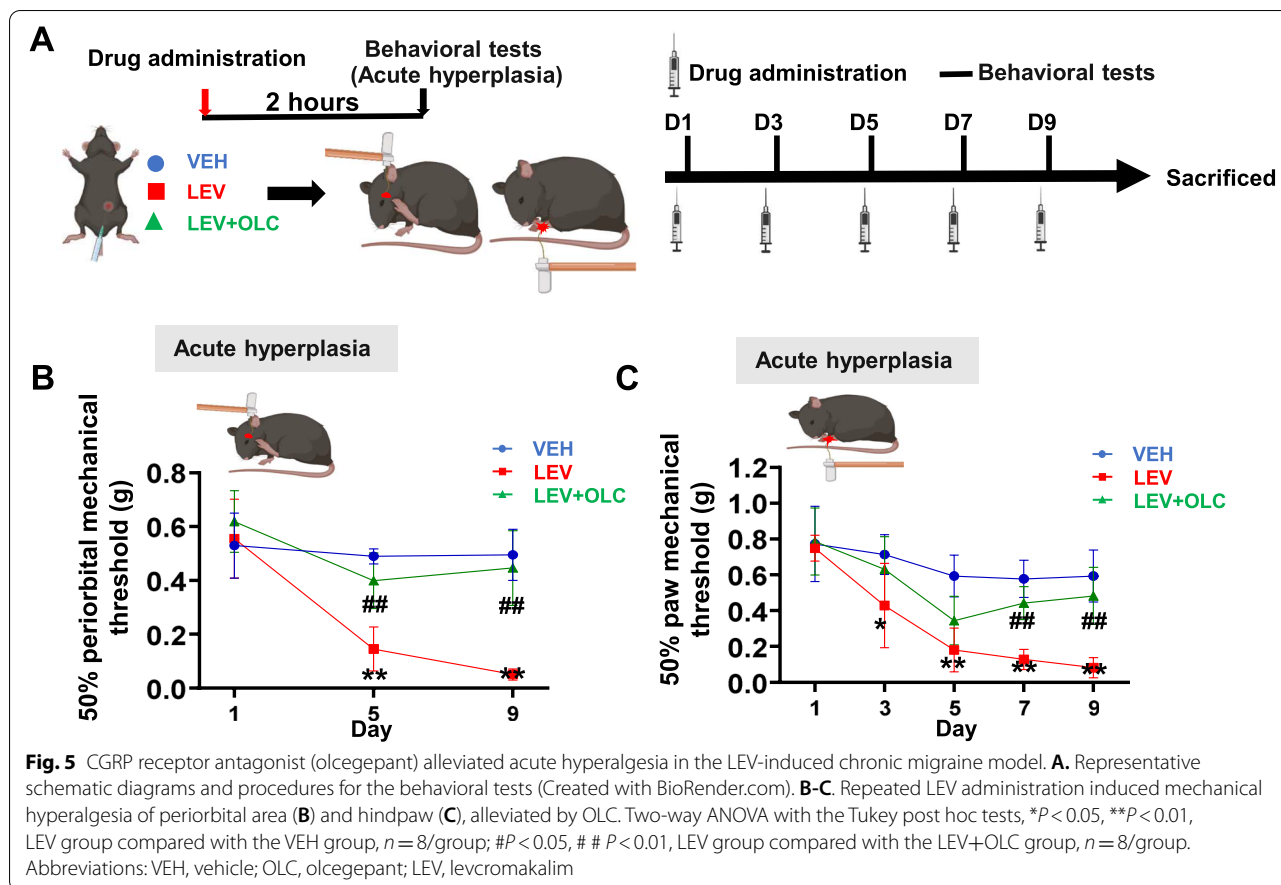 A
Drug administration
Behavioral tests
(Acute hyperplasia)
2 hours
VEH
LEV
LEV+OLC
Drug administration
Behavioral tests
D1 D3 D5 D7 D9
Sacrificed
Acute hyperplasia
B
50% periorbital mechanical
threshold (g)
VEH
LEV
LEV+OLC
0.8
0.6
0.4
0.2
0.0
##
##
**
**
1 5 9
Day
Acute hyperplasia
C
50% paw mechanical
threshold (g)
VEH
LEV
LEV+OLC
1.2
1.0
0.8
0.6
0.4
0.2
0.0
*
**
##
**
##
**
1 3 5 7 9
Day
Fig. 5 CGRP receptor antagonist (olcegepant) alleviated acute hyperalgesia in the LEV-induced chronic migraine model. A. Representative
schematic diagrams and procedures for the behavioral tests (Created with BioRender.com). B-C. Repeated LEV administration induced mechanical
hyperalgesia of periorbital area (B) and hindpaw (C), alleviated by OLC. Two-way ANOVA with the Tukey post hoc tests, *P < 0.05, **P < 0.01,
LEV group compared with the VEH group, n = 8/group; #P < 0.05, # # P < 0.01, LEV group compared with the LEV+OLC group, n = 8/group.
Abbreviations: VEH, vehicle; OLC, olcegepant; LEV, levcromakalim